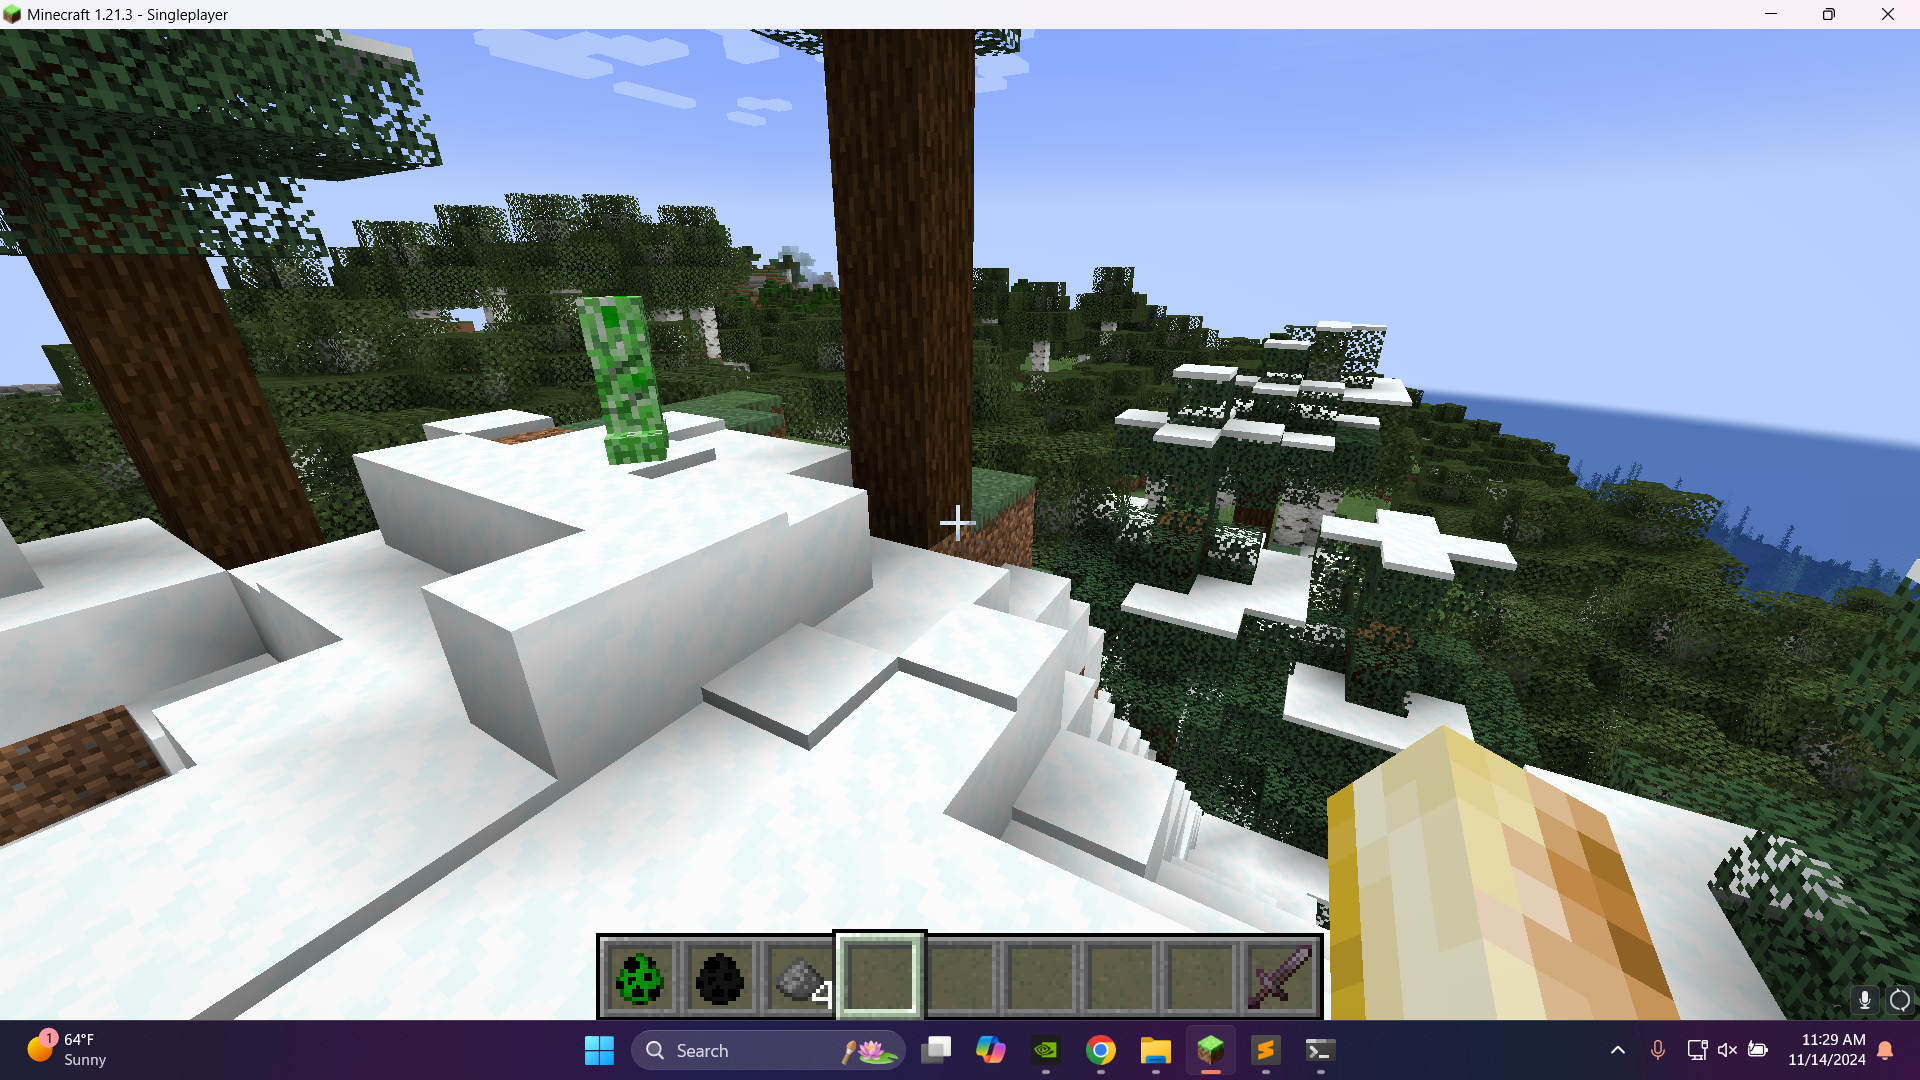 Minecraft 1.21.3 - Singleplayer
4
1
64°F
Sunny
Search
11:29 AM
11/14/2024